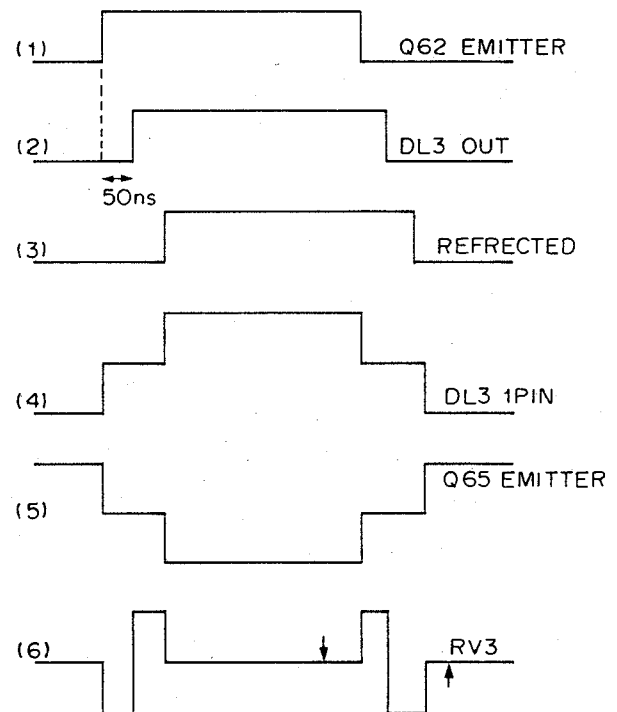 (1) Q62 EMITTER
(2) DL3 OUT
50ns
(3) REFRECTED
(4) DL3 1PIN
Q65 EMITTER
(5)
(6) RV3